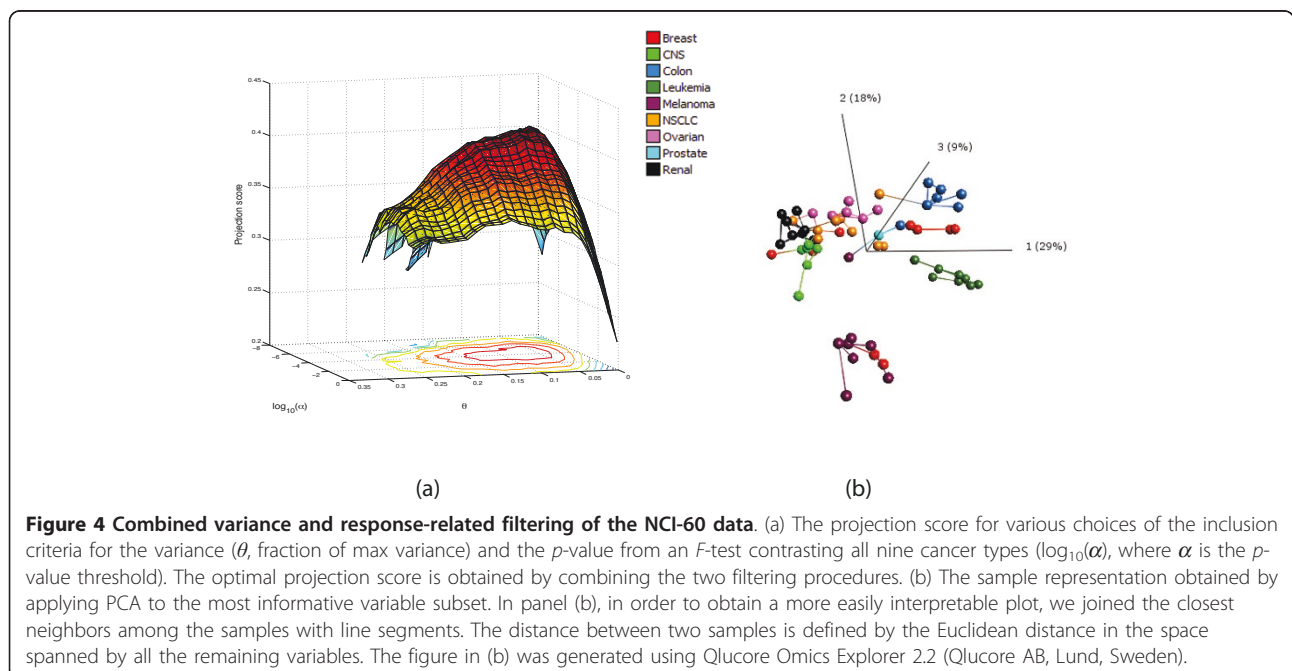 0.45
0.4
0.35
0.3
0.25
0.2
Projection score
−8
−6
−4
−2
0
log10(α)
0.35
0.3
0.25
0.2
0.15
0.1
0.05
0
θ
Breast
CNS
Colon
Leukemia
Melanoma
NSCLC
Ovarian
Prostate
Renal
2 (18%)
3 (9%)
1 (29%)
(a)
(b)
Figure 4 Combined variance and response-related filtering of the NCI-60 data. (a) The projection score for various choices of the inclusion
criteria for the variance (θ, fraction of max variance) and the p-value from an F-test contrasting all nine cancer types (log10(α), where α is the p-
value threshold). The optimal projection score is obtained by combining the two filtering procedures. (b) The sample representation obtained by
applying PCA to the most informative variable subset. In panel (b), in order to obtain a more easily interpretable plot, we joined the closest
neighbors among the samples with line segments. The distance between two samples is defined by the Euclidean distance in the space
spanned by all the remaining variables. The figure in (b) was generated using Qlucore Omics Explorer 2.2 (Qlucore AB, Lund, Sweden).